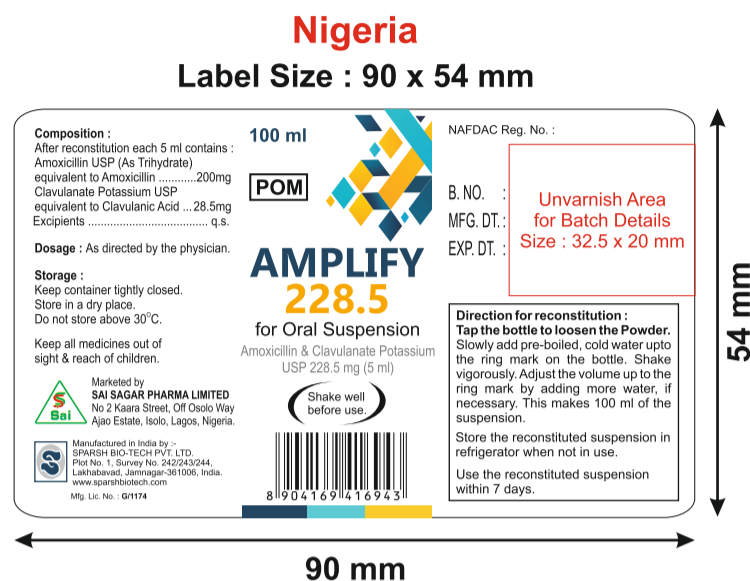 Nigeria
Label Size : 90 x 54 mm
Composition :
After reconstitution each 5 ml contains :
Amoxicillin USP (As Trihydrate)
equivalent to Amoxicillin ............200mg
Clavulanate Potassium USP
equivalent to Clavulanic Acid ...28.5mg
Excipients ...................................... q.s.
Dosage : As directed by the physician.
Storage :
Keep container tightly closed.
Store in a dry place.
Do not store above 30°C.
Keep all medicines out of
sight & reach of children.
Sai
Marketed by
SAI SAGAR PHARMA LIMITED
No 2 Kaara Street, Off Osolo Way
Ajao Estate, Isolo, Lagos, Nigeria.
Manufactured in India by :-
SPARSH BIO-TECH PVT. LTD.
Plot No. 1, Survey No. 242/243/244,
Lakhabavad, Jamnagar-361006, India.
www.sparshbiotech.com
Mfg. Lic. No. : G/1174
100 ml
POM
AMPLIFY
228.5
for Oral Suspension
Amoxicillin & Clavulanate Potassium
USP 228.5 mg (5 ml)
Shake well
before use.
8 904169 416943
NAFDAC Reg. No. :
B. NO. :
MFG. DT. :
EXP. DT. :
Unvarnish Area
for Batch Details
Size : 32.5 x 20 mm
Direction for reconstitution :
Tap the bottle to loosen the Powder.
Slowly add pre-boiled, cold water upto
the ring mark on the bottle. Shake
vigorously. Adjust the volume up to the
ring mark by adding more water, if
necessary. This makes 100 ml of the
suspension.
Store the reconstituted suspension in
refrigerator when not in use.
Use the reconstituted suspension
within 7 days.
54 mm
90 mm